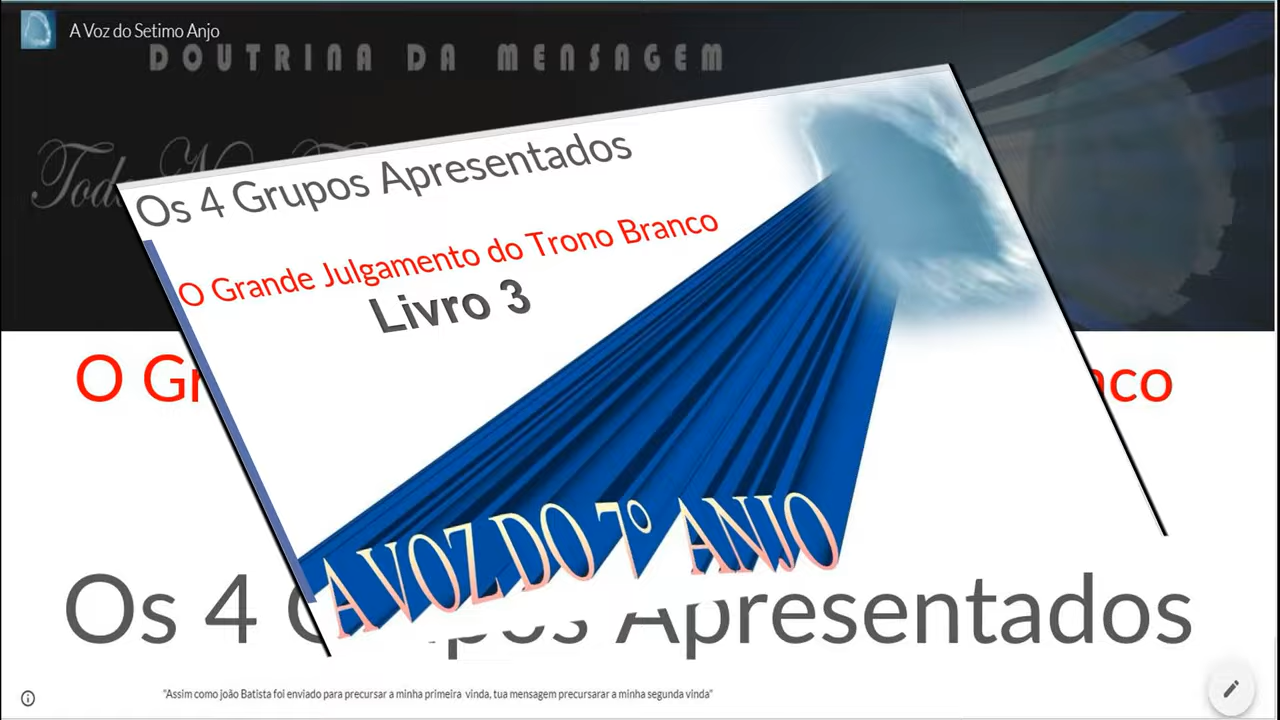 A Voz do Setimo Anjo
DOUTRINA DA MENSAGEM
Os 4 Grupos Apresentados
O Grande Julgamento do Trono Branco
Livro 3
A VOZ DO 7º ANJO
Os 4 Apresentados
"Assim como joão Batista foi enviado para precursar a minha primeira vinda, tua mensagem precursarar a minha segunda vinda"